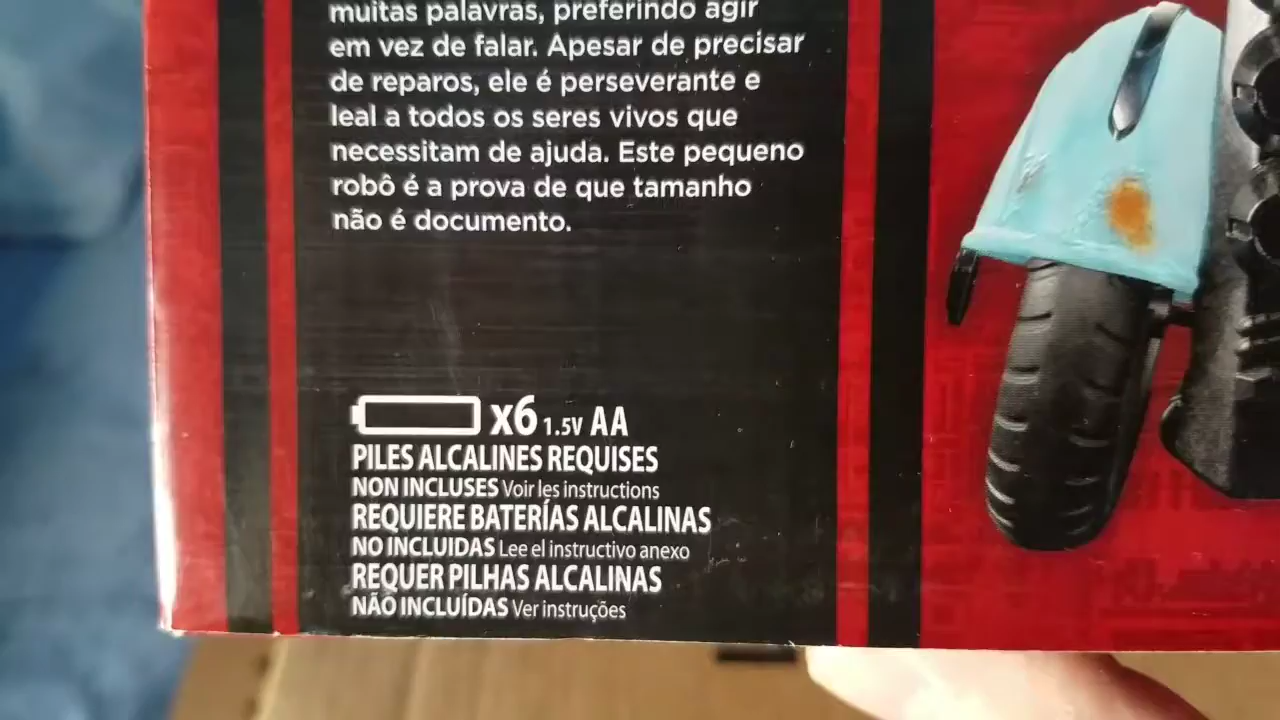 muitas palavras, preferindo agir
em vez de falar. Apesar de precisar
de reparos, ele é perseverante e
leal a todos os seres vivos que
necessitam de ajuda. Este pequeno
robô é a prova de que tamanho
não é documento.
x6 1.5V AA
PILES ALCALINES REQUISES
NON INCLUSES Voir les instructions
REQUIERE BATERÍAS ALCALINAS
NO INCLUIDAS Lee el instructivo anexo
REQUER PILHAS ALCALINAS
NÃO INCLUÍDAS Ver instruções